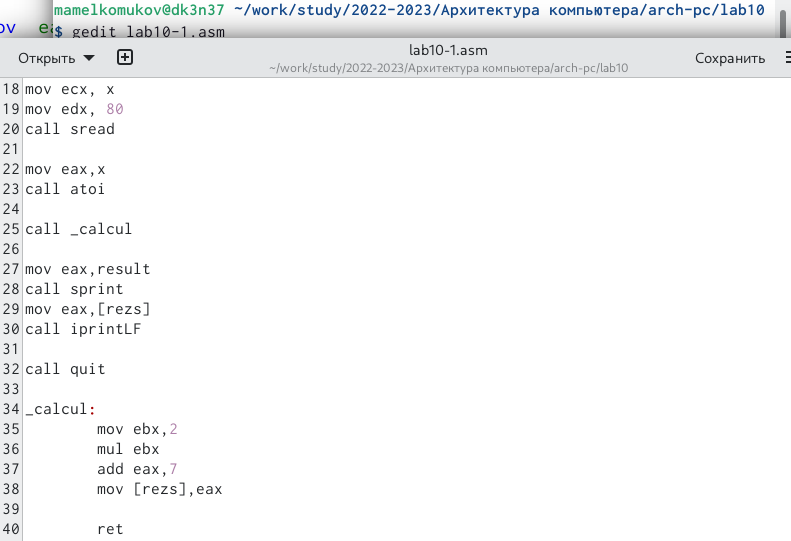 mamelkomukov@dk3n37 ~/work/study/2022-2023/Архитектура компьютера/arch-pc/lab10
$ gedit lab10-1.asm
Открыть
lab10-1.asm
~/work/study/2022-2023/Архитектура компьютера/arch-pc/lab10
Сохранить
18 mov ecx, x
19 mov edx, 80
20 call sread
21
22 mov eax,x
23 call atoi
24
25 call _calcul
26
27 mov eax,result
28 call sprint
29 mov eax,[rezs]
30 call iprintLF
31
32 call quit
33
34 _calcul:
35 mov ebx,2
36 mul ebx
37 add eax,7
38 mov [rezs],eax
39
40 ret